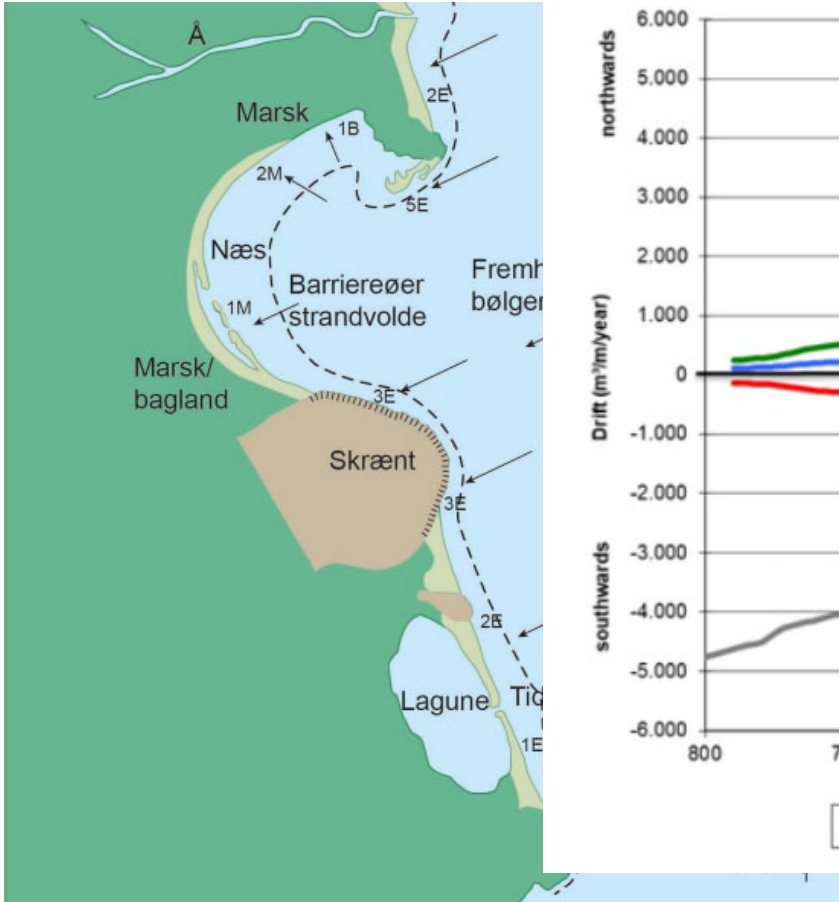 Å
2E
Marsk
1B
2M
5E
Næs
Barriereøer
strandvolde
1M
Marsk/
bagland
3E
Skrænt
3E
2E
Lagune
1E
northwards
Drift (m³/m/year)
southwards
6.000
5.000
4.000
3.000
2.000
1.000
0
-1.000
-2.000
-3.000
-4.000
-5.000
-6.000
800